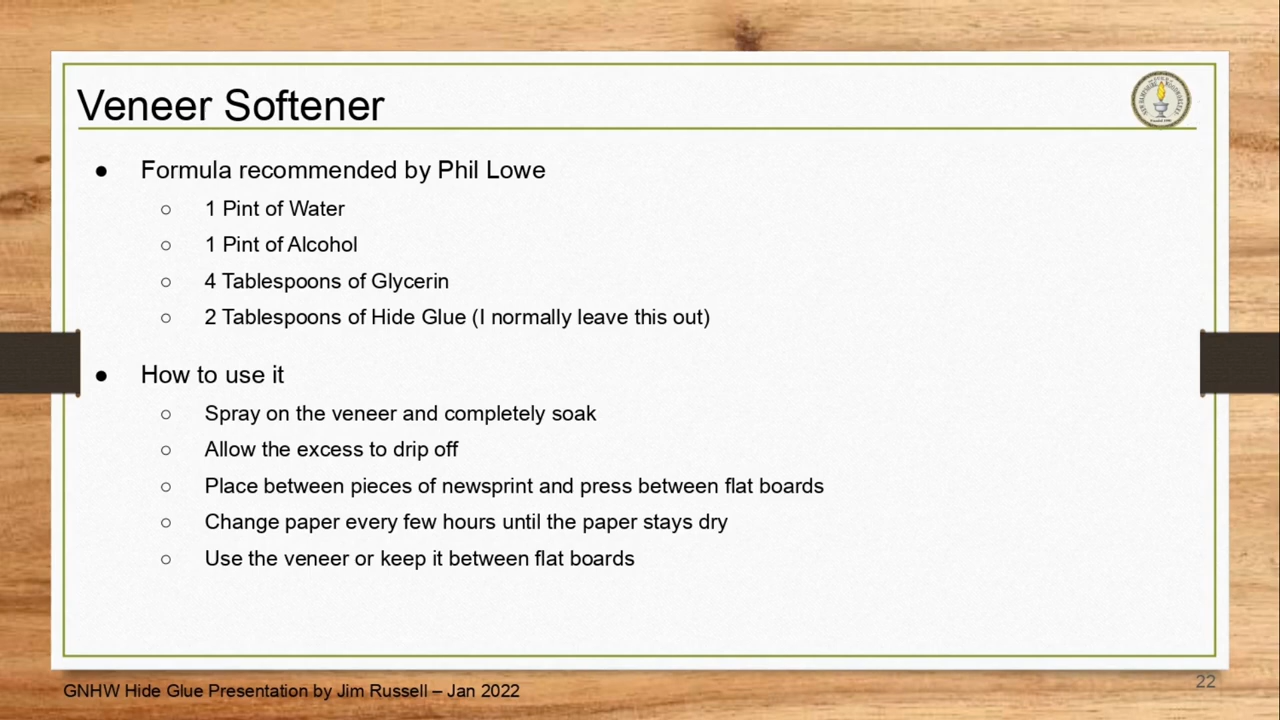 Veneer Softener
● Formula recommended by Phil Lowe
○ 1 Pint of Water
○ 1 Pint of Alcohol
○ 4 Tablespoons of Glycerin
○ 2 Tablespoons of Hide Glue (I normally leave this out)
● How to use it
○ Spray on the veneer and completely soak
○ Allow the excess to drip off
○ Place between pieces of newsprint and press between flat boards
○ Change paper every few hours until the paper stays dry
○ Use the veneer or keep it between flat boards
GNHW Hide Glue Presentation by Jim Russell – Jan 2022
22